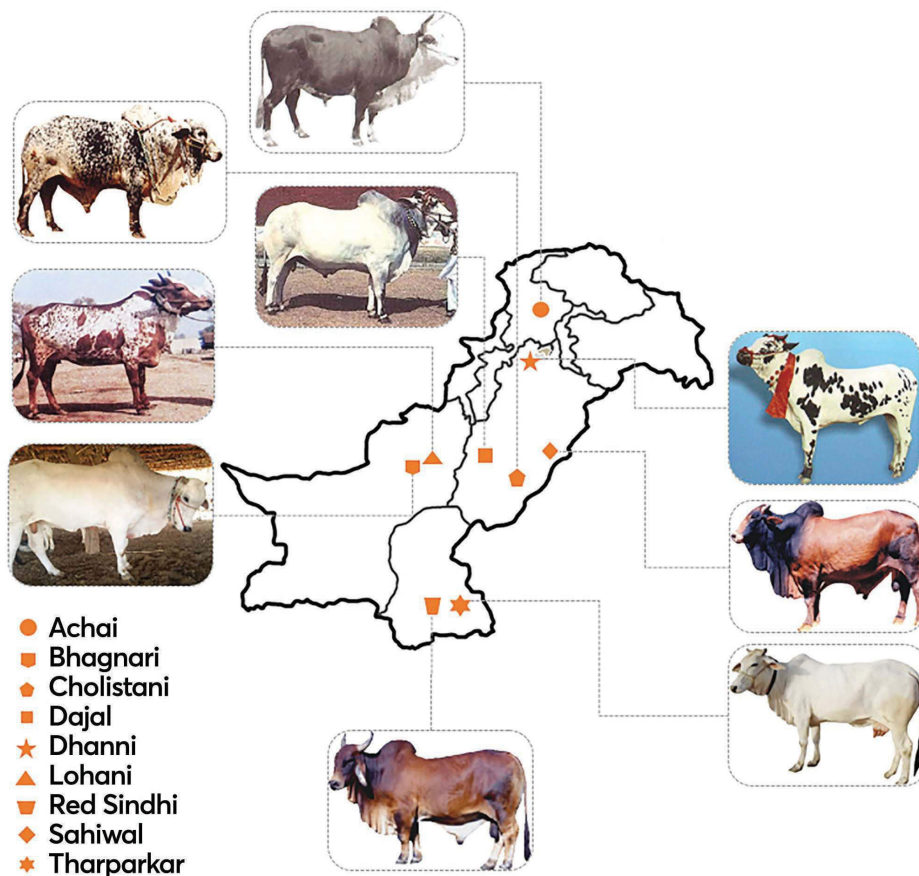 Achai
Bhagnari
Cholistani
Dajal
Dhanni
Lohani
Red Sindhi
Sahiwal
Tharparkar